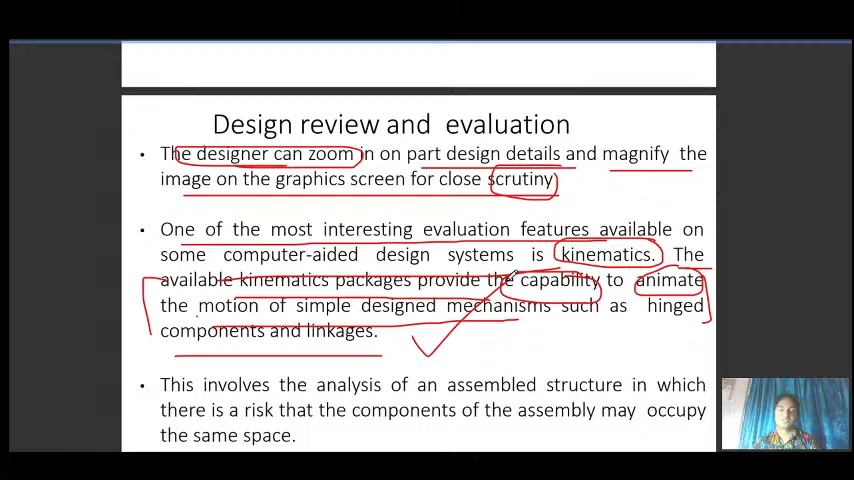 Design review and evaluation
• The designer can zoom in on part design details and magnify the
image on the graphics screen for close scrutiny
• One of the most interesting evaluation features available on
some computer-aided design systems is kinematics. The
available kinematics packages provide the capability to animate
the motion of simple designed mechanisms such as hinged
components and linkages.
• This involves the analysis of an assembled structure in which
there is a risk that the components of the assembly may occupy
the same space.